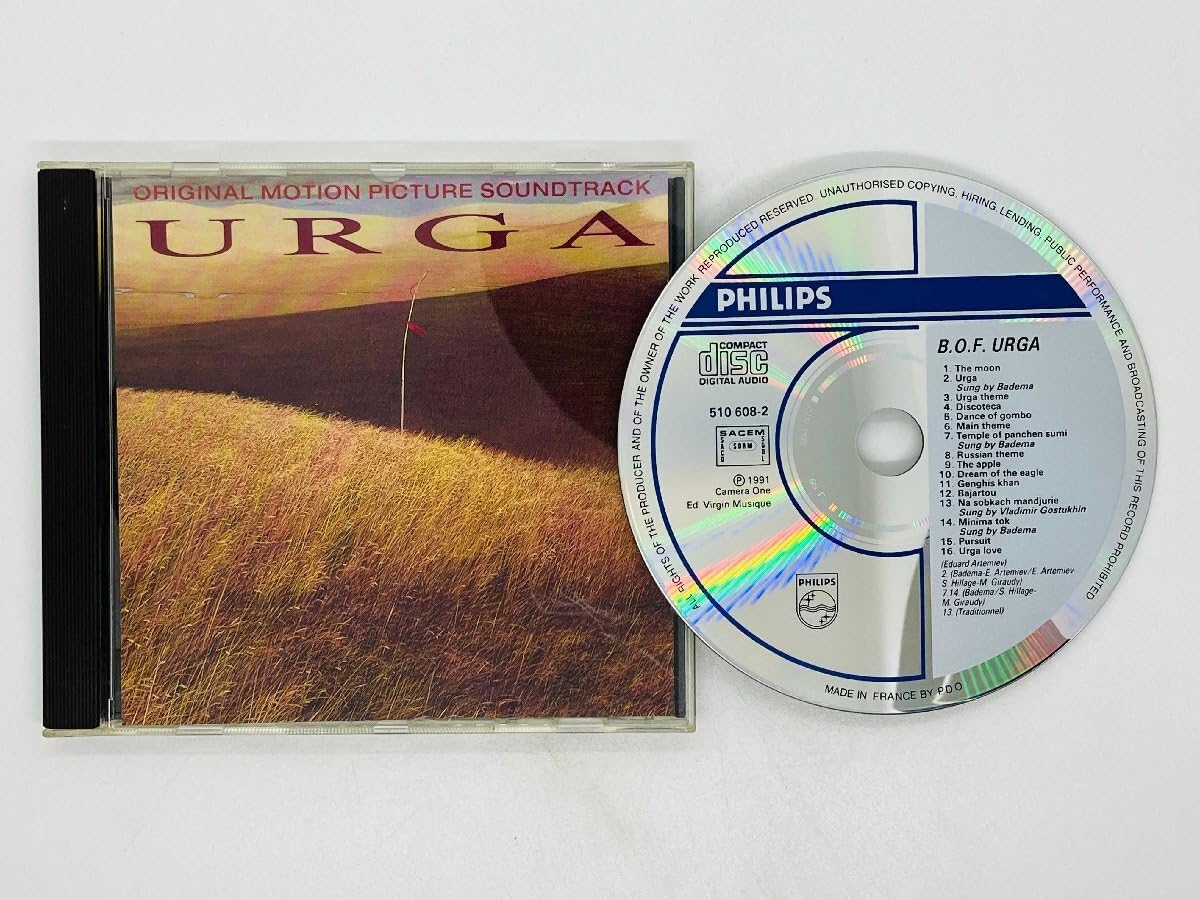 ORIGINAL MOTION PICTURE SOUNDTRACK
URGA
ALL RIGHTS OF THE PRODUCER AND OF THE OWNER OF THE WORK REPRODUCED RESERVED. UNAUTHORISED COPYING, HIRING, LENDING, PUBLIC PERFORMANCE AND BROADCASTING OF THIS RECORD PROHIBITED
PHILIPS
COMPACT
disc
DIGITAL AUDIO
510 608-2
SACEM
SACD
SDRM
SGDL
Ⓟ 1991
Camera One
Ed. Virgin Musique
PHILIPS
B.O.F. URGA
1. The moon
2. Urga
Sung by Badema
3. Urga theme
4. Discoteca
5. Dance of gombo
6. Main theme
7. Temple of panchen sumi
Sung by Badema
8. Russian theme
9. The apple
10. Dream of the eagle
11. Genghis khan
12. Bajartou
13. Na sobkach mandjurie
Sung by Vladimir Gostukhin
14. Minima tok
Sung by Badema
15. Pursuit
16. Urga love
(Eduard Artemiev)
2. (Badema-E. Artemiev/E. Artemiev-
S. Hillage-M. Giraudy)
7.14. (Badema/S. Hillage-
M. Giraudy)
13. (Traditionnel)
MADE IN FRANCE BY PDO